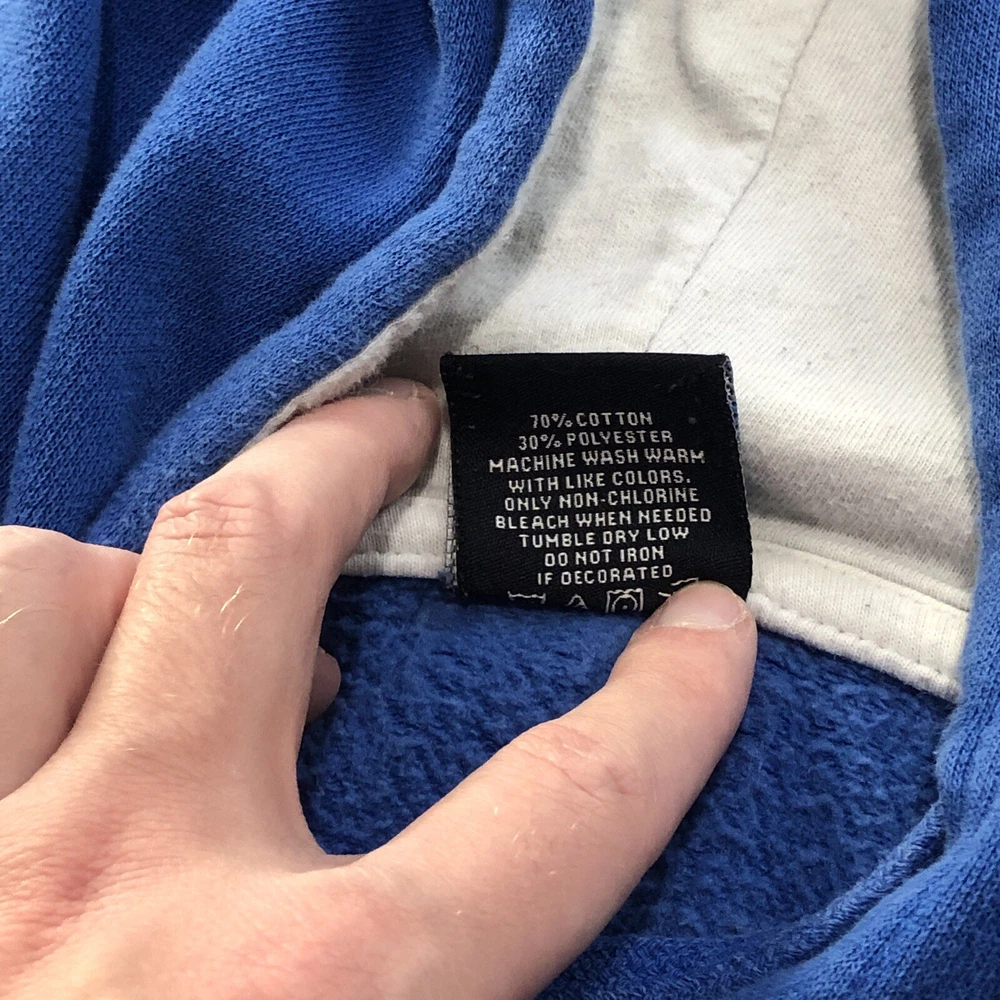 70% COTTON
30% POLYESTER
MACHINE WASH WARM
WITH LIKE COLORS.
ONLY NON-CHLORINE
BLEACH WHEN NEEDED
TUMBLE DRY LOW
DO NOT IRON
IF DECORATED